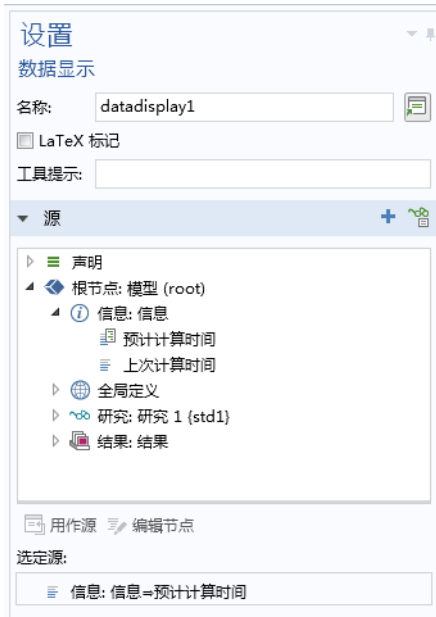 设置
数据显示
名称: datadisplay1
LaTeX 标记
工具提示:
源
声明
根节点: 模型 (root)
信息: 信息
预计计算时间
上次计算时间
全局定义
研究: 研究 1 {std1}
结果: 结果
用作源 编辑节点
选定源:
信息: 信息⇒预计计算时间